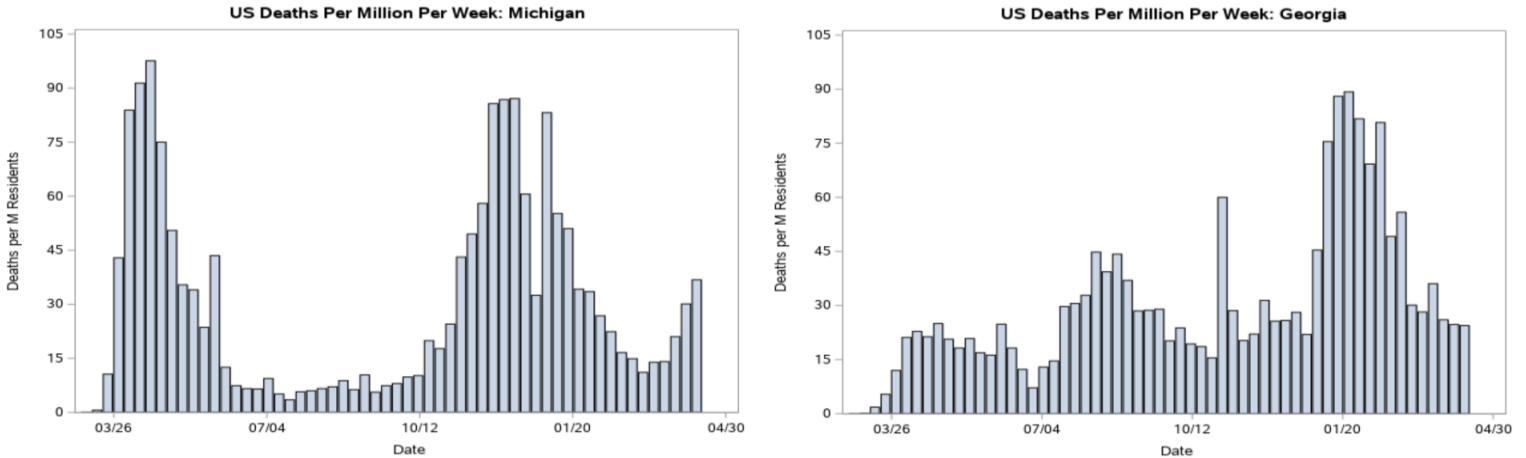 US Deaths Per Million Per Week: Michigan
105
90
75
60
45
30
15
0
Deaths per M Residents
03/26 07/04 10/12 01/20 04/30
Date
US Deaths Per Million Per Week: Georgia
105
90
75
60
45
30
15
0
Deaths per M Residents
03/26 07/04 10/12 01/20 04/30
Date